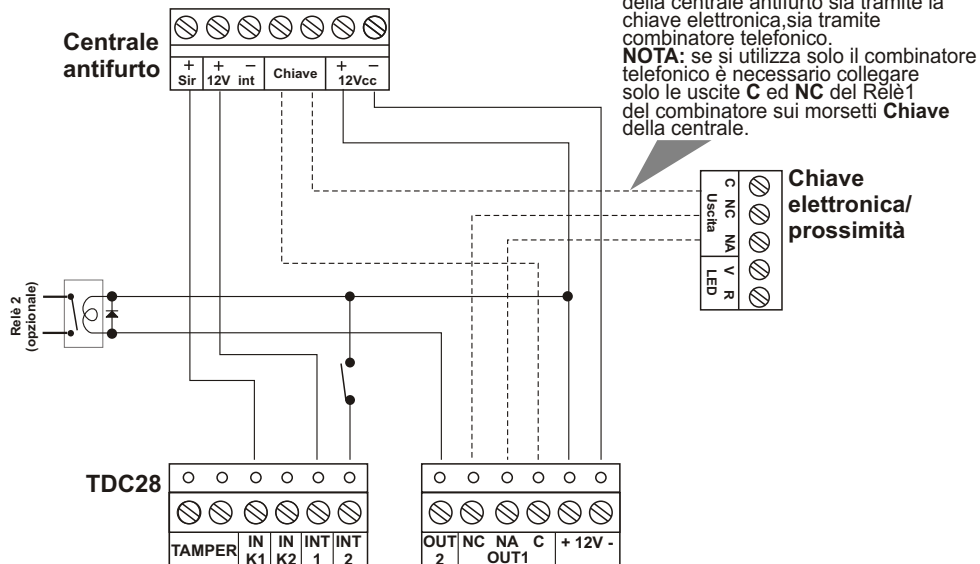 della centrale antifurto sia tramite la
chiave elettronica,sia tramite
combinatore telefonico.
NOTA: se si utilizza solo il combinatore
telefonico è necessario collegare
solo le uscite C ed NC del Relè1
del combinatore sui morsetti Chiave
della centrale.
Centrale
antifurto
+ Sir
+ 12V int −
Chiave
+ 12Vcc −
Chiave
elettronica/
prossimità
C NC NA
Uscita
V R
LED
Relè 2
(opzionale)
TDC28
TAMPER
IN K1
IN K2
INT 1
INT 2
OUT 2
NC NA C
OUT1
+ 12V -